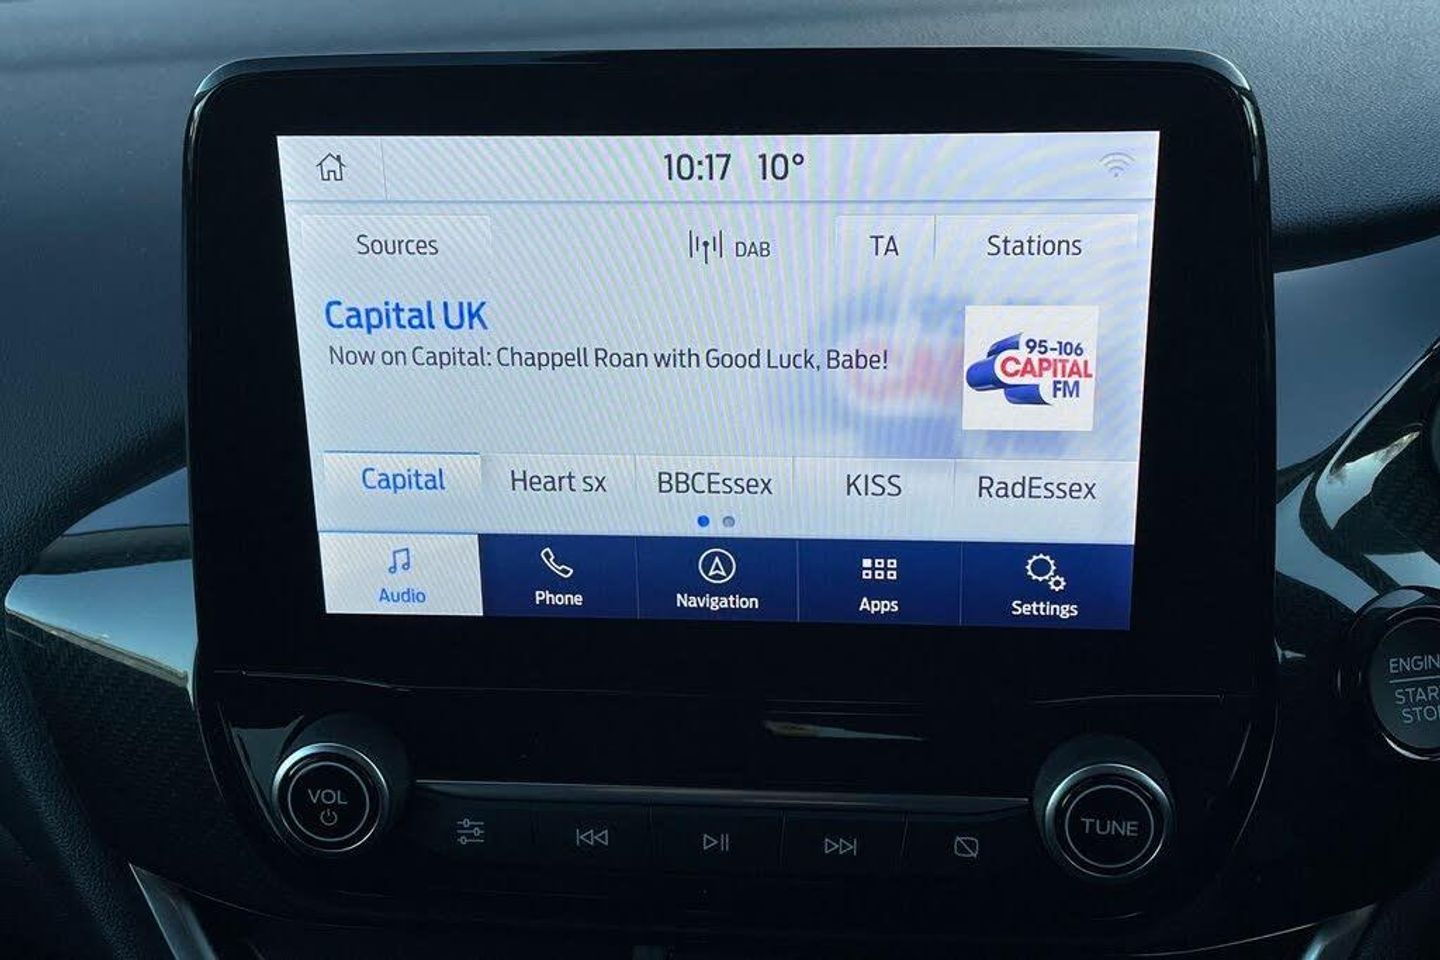 10:17 10°
Sources
DAB
TA
Stations
Capital UK
Now on Capital: Chappell Roan with Good Luck, Babe!
95-106
CAPITAL
FM
Capital
Heart sx
BBCEssex
KISS
RadEssex
Audio
Phone
Navigation
Apps
Settings
ENGIN
STAR
STO
VOL
TUNE